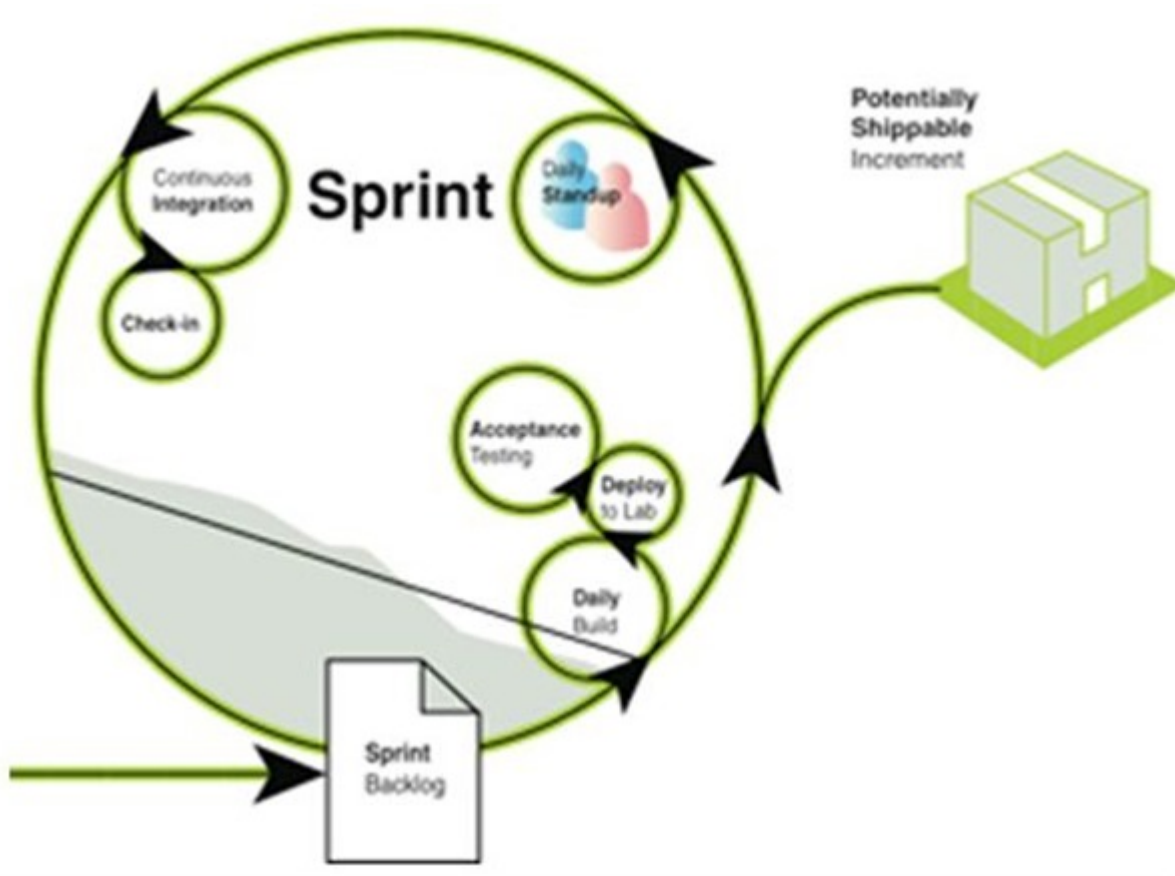 Potentially
Shippable
Increment
Continuous
Integration
Sprint
Daily
Standup
Check-in
Acceptance
Testing
Deploy
to Lab
Daily
Build
Sprint
Backlog